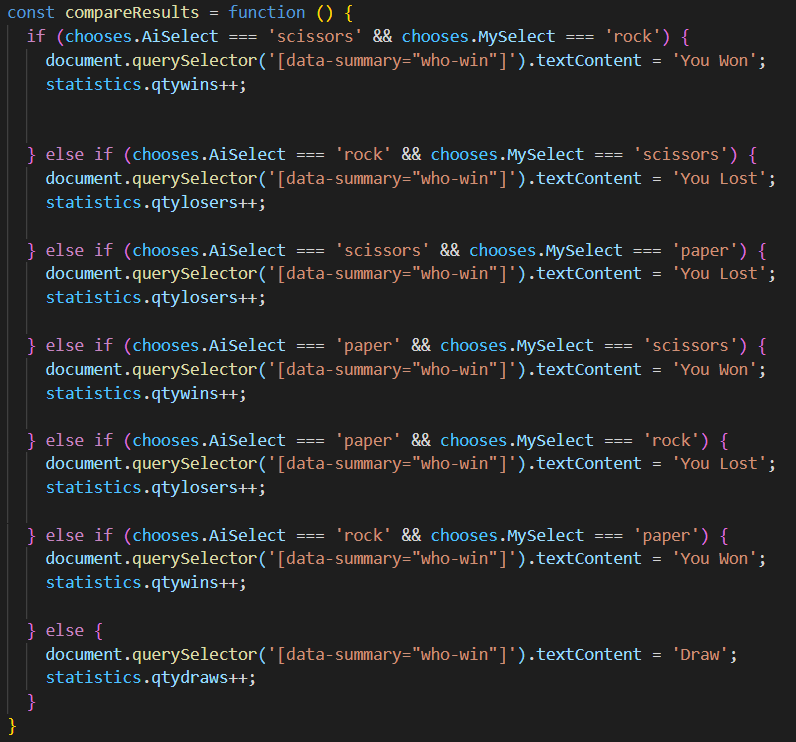 const compareResults = function () {
  if (chooses.AiSelect === 'scissors' && chooses.MySelect === 'rock') {
    document.querySelector('[data-summary="who-win"]').textContent = 'You Won';
    statistics.qtywins++;


  } else if (chooses.AiSelect === 'rock' && chooses.MySelect === 'scissors') {
    document.querySelector('[data-summary="who-win"]').textContent = 'You Lost';
    statistics.qtylosers++;

  } else if (chooses.AiSelect === 'scissors' && chooses.MySelect === 'paper') {
    document.querySelector('[data-summary="who-win"]').textContent = 'You Lost';
    statistics.qtylosers++;

  } else if (chooses.AiSelect === 'paper' && chooses.MySelect === 'scissors') {
    document.querySelector('[data-summary="who-win"]').textContent = 'You Won';
    statistics.qtywins++;

  } else if (chooses.AiSelect === 'paper' && chooses.MySelect === 'rock') {
    document.querySelector('[data-summary="who-win"]').textContent = 'You Lost';
    statistics.qtylosers++;

  } else if (chooses.AiSelect === 'rock' && chooses.MySelect === 'paper') {
    document.querySelector('[data-summary="who-win"]').textContent = 'You Won';
    statistics.qtywins++;

  } else {
    document.querySelector('[data-summary="who-win"]').textContent = 'Draw';
    statistics.qtydraws++;
  }
}